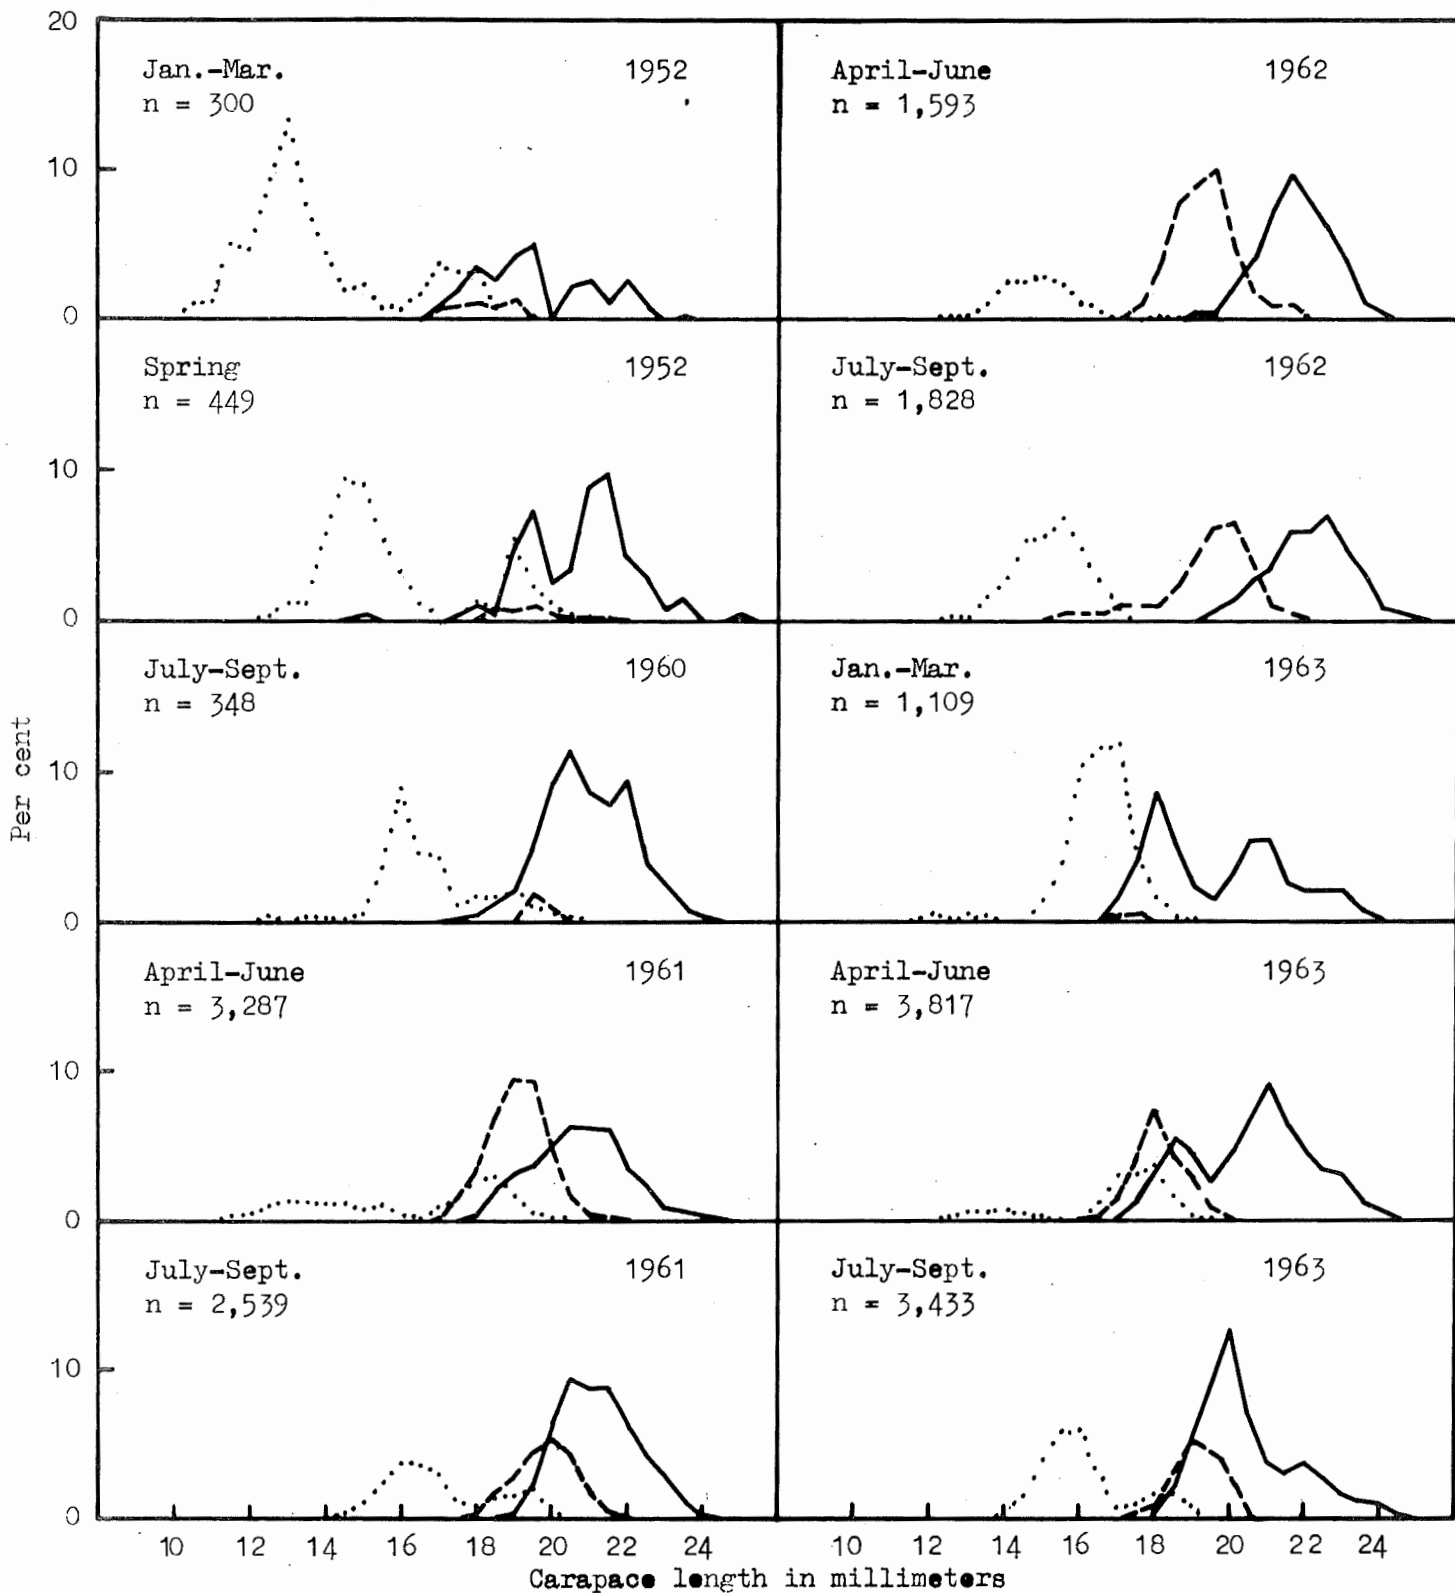 20
Jan.-Mar. 1952
n = 300
10
0
April-June 1962
n = 1,593
Spring 1952
n = 449
10
0
July-Sept. 1962
n = 1,828
July-Sept. 1960
n = 348
10
0
Jan.-Mar. 1963
n = 1,109
Per cent
April-June 1961
n = 3,287
10
0
April-June 1963
n = 3,817
July-Sept. 1961
n = 2,539
10
0
July-Sept. 1963
n = 3,433
10 12 14 16 18 20 22 24
10 12 14 16 18 20 22 24
Carapace length in millimeters